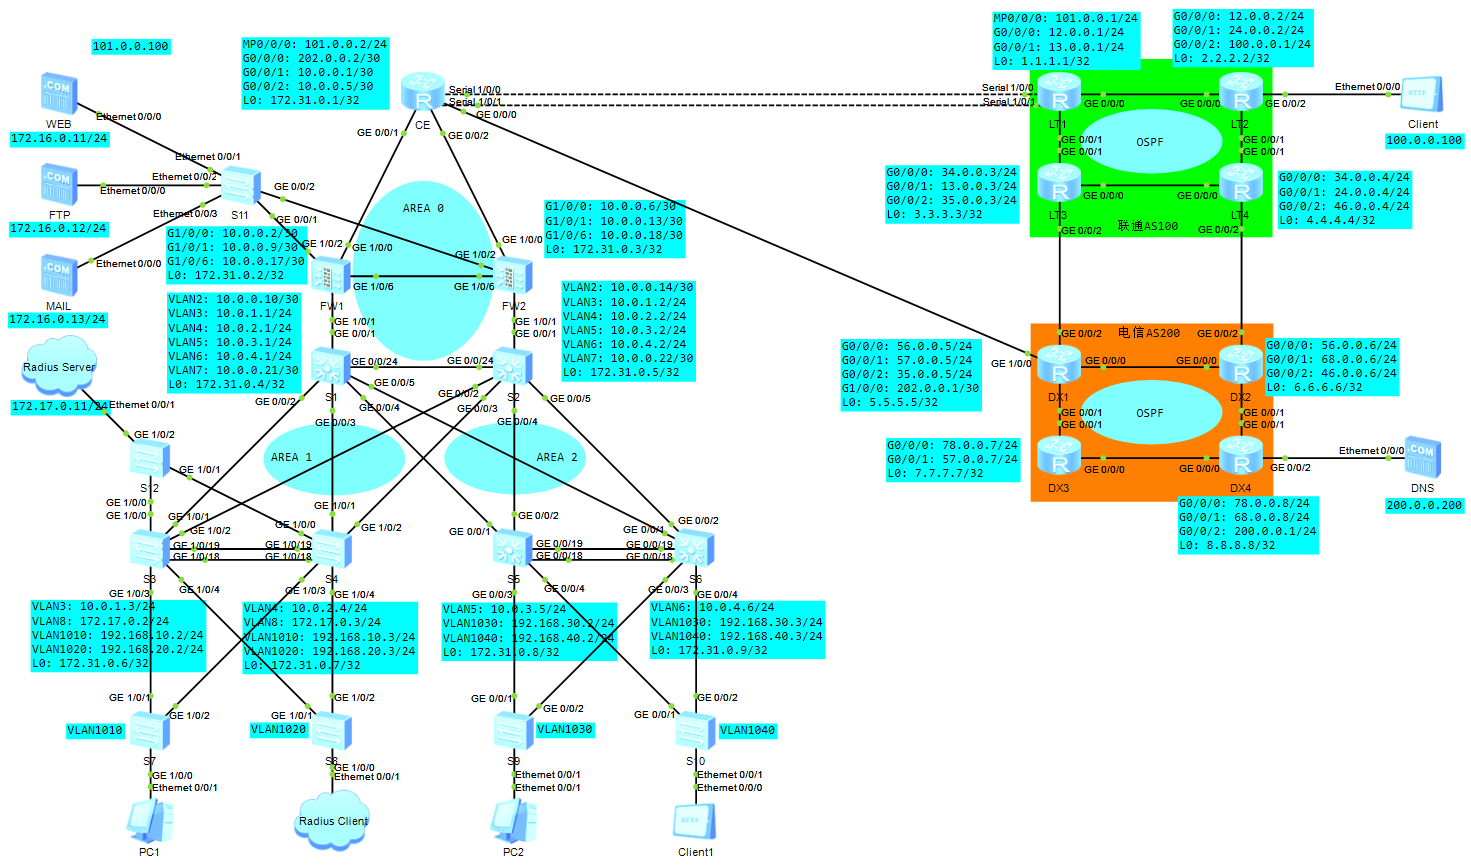 101.0.0.100
MP0/0/0: 101.0.0.2/24
G0/0/0: 202.0.0.2/30
G0/0/1: 10.0.0.1/30
G0/0/2: 10.0.0.5/30
L0: 172.31.0.1/32
MP0/0/0: 101.0.0.1/24
G0/0/0: 12.0.0.1/24
G0/0/1: 13.0.0.1/24
L0: 1.1.1.1/32
G0/0/0: 12.0.0.2/24
G0/0/1: 24.0.0.2/24
G0/0/2: 100.0.0.1/24
L0: 2.2.2.2/32
.COM
WEB
172.16.0.11/24
Ethernet 0/0/0
Ethernet 0/0/1
.COM
FTP
172.16.0.12/24
Ethernet 0/0/0
Ethernet 0/0/2
.COM
MAIL
172.16.0.13/24
Ethernet 0/0/0
Ethernet 0/0/3
S11
GE 0/0/2
GE 0/0/1
R
CE
Serial 1/0/0
Serial 1/0/1
GE 0/0/0
GE 0/0/1
GE 0/0/2
Serial 1/0/0
Serial 1/0/1
R
LT1
GE 0/0/0
GE 0/0/1
GE 0/0/0
R
LT2
GE 0/0/2
GE 0/0/1
Ethernet 0/0/0
HTTP
Client
100.0.0.100
OSPF
G0/0/0: 34.0.0.3/24
G0/0/1: 13.0.0.3/24
G0/0/2: 35.0.0.3/24
L0: 3.3.3.3/32
GE 0/0/1
R
LT3
GE 0/0/0
GE 0/0/2
GE 0/0/1
GE 0/0/0
R
LT4
GE 0/0/2
联通AS100
G0/0/0: 34.0.0.4/24
G0/0/1: 24.0.0.4/24
G0/0/2: 46.0.0.4/24
L0: 4.4.4.4/32
AREA 0
G1/0/0: 10.0.0.2/30
G1/0/1: 10.0.0.9/30
G1/0/6: 10.0.0.17/30
L0: 172.31.0.2/32
G1/0/0: 10.0.0.6/30
G1/0/1: 10.0.0.13/30
G1/0/6: 10.0.0.18/30
L0: 172.31.0.3/32
GE 1/0/2
GE 1/0/0
FW1
GE 1/0/6
GE 1/0/1
GE 1/0/0
GE 1/0/2
GE 1/0/6
FW2
GE 1/0/1
VLAN2: 10.0.0.10/30
VLAN3: 10.0.1.1/24
VLAN4: 10.0.2.1/24
VLAN5: 10.0.3.1/24
VLAN6: 10.0.4.1/24
VLAN7: 10.0.0.21/30
L0: 172.31.0.4/32
VLAN2: 10.0.0.14/30
VLAN3: 10.0.1.2/24
VLAN4: 10.0.2.2/24
VLAN5: 10.0.3.2/24
VLAN6: 10.0.4.2/24
VLAN7: 10.0.0.22/30
L0: 172.31.0.5/32
GE 0/0/1
GE 0/0/24
GE 0/0/5
GE 0/0/4
GE 0/0/3
GE 0/0/2
S1
GE 0/0/1
GE 0/0/24
GE 0/0/2
GE 0/0/3
GE 0/0/4
GE 0/0/5
S2
AREA 1
AREA 2
G0/0/0: 56.0.0.5/24
G0/0/1: 57.0.0.5/24
G0/0/2: 35.0.0.5/24
G1/0/0: 202.0.0.1/30
L0: 5.5.5.5/32
电信AS200
GE 0/0/2
GE 1/0/0
R
DX1
GE 0/0/0
GE 0/0/1
GE 0/0/2
GE 0/0/0
R
DX2
GE 0/0/1
G0/0/0: 56.0.0.6/24
G0/0/1: 68.0.0.6/24
G0/0/2: 46.0.0.6/24
L0: 6.6.6.6/32
OSPF
G0/0/0: 78.0.0.7/24
G0/0/1: 57.0.0.7/24
L0: 7.7.7.7/32
GE 0/0/1
R
DX3
GE 0/0/0
GE 0/0/1
GE 0/0/0
R
DX4
GE 0/0/2
Ethernet 0/0/0
.COM
DNS
200.0.0.200
G0/0/0: 78.0.0.8/24
G0/0/1: 68.0.0.8/24
G0/0/2: 200.0.0.1/24
L0: 8.8.8.8/32
Radius Server
172.17.0.11/24
Ethernet 0/0/1
GE 1/0/2
S12
GE 1/0/1
GE 1/0/0
GE 1/0/0
GE 1/0/1
GE 1/0/2
GE 1/0/19
GE 1/0/18
S3
GE 1/0/3
GE 1/0/4
GE 1/0/0
GE 1/0/1
GE 1/0/2
GE 1/0/19
GE 1/0/18
S4
GE 1/0/3
GE 1/0/4
GE 0/0/1
GE 0/0/2
GE 0/0/19
GE 0/0/18
S5
GE 0/0/3
GE 0/0/4
GE 0/0/1
GE 0/0/2
GE 0/0/19
GE 0/0/18
S6
GE 0/0/3
GE 0/0/4
VLAN3: 10.0.1.3/24
VLAN8: 172.17.0.2/24
VLAN1010: 192.168.10.2/24
VLAN1020: 192.168.20.2/24
L0: 172.31.0.6/32
VLAN4: 10.0.2.4/24
VLAN8: 172.17.0.3/24
VLAN1010: 192.168.10.3/24
VLAN1020: 192.168.20.3/24
L0: 172.31.0.7/32
VLAN5: 10.0.3.5/24
VLAN1030: 192.168.30.2/24
VLAN1040: 192.168.40.2/24
L0: 172.31.0.8/32
VLAN6: 10.0.4.6/24
VLAN1030: 192.168.30.3/24
VLAN1040: 192.168.40.3/24
L0: 172.31.0.9/32
GE 1/0/1
GE 1/0/2
VLAN1010
S7
GE 1/0/0
Ethernet 0/0/1
PC1
GE 1/0/2
GE 1/0/1
VLAN1020
S8
GE 1/0/0
Ethernet 0/0/1
Radius Client
GE 0/0/1
GE 0/0/2
VLAN1030
S9
Ethernet 0/0/1
Ethernet 0/0/1
PC2
GE 0/0/2
GE 0/0/1
VLAN1040
S10
Ethernet 0/0/1
Ethernet 0/0/0
HTTP
Client1